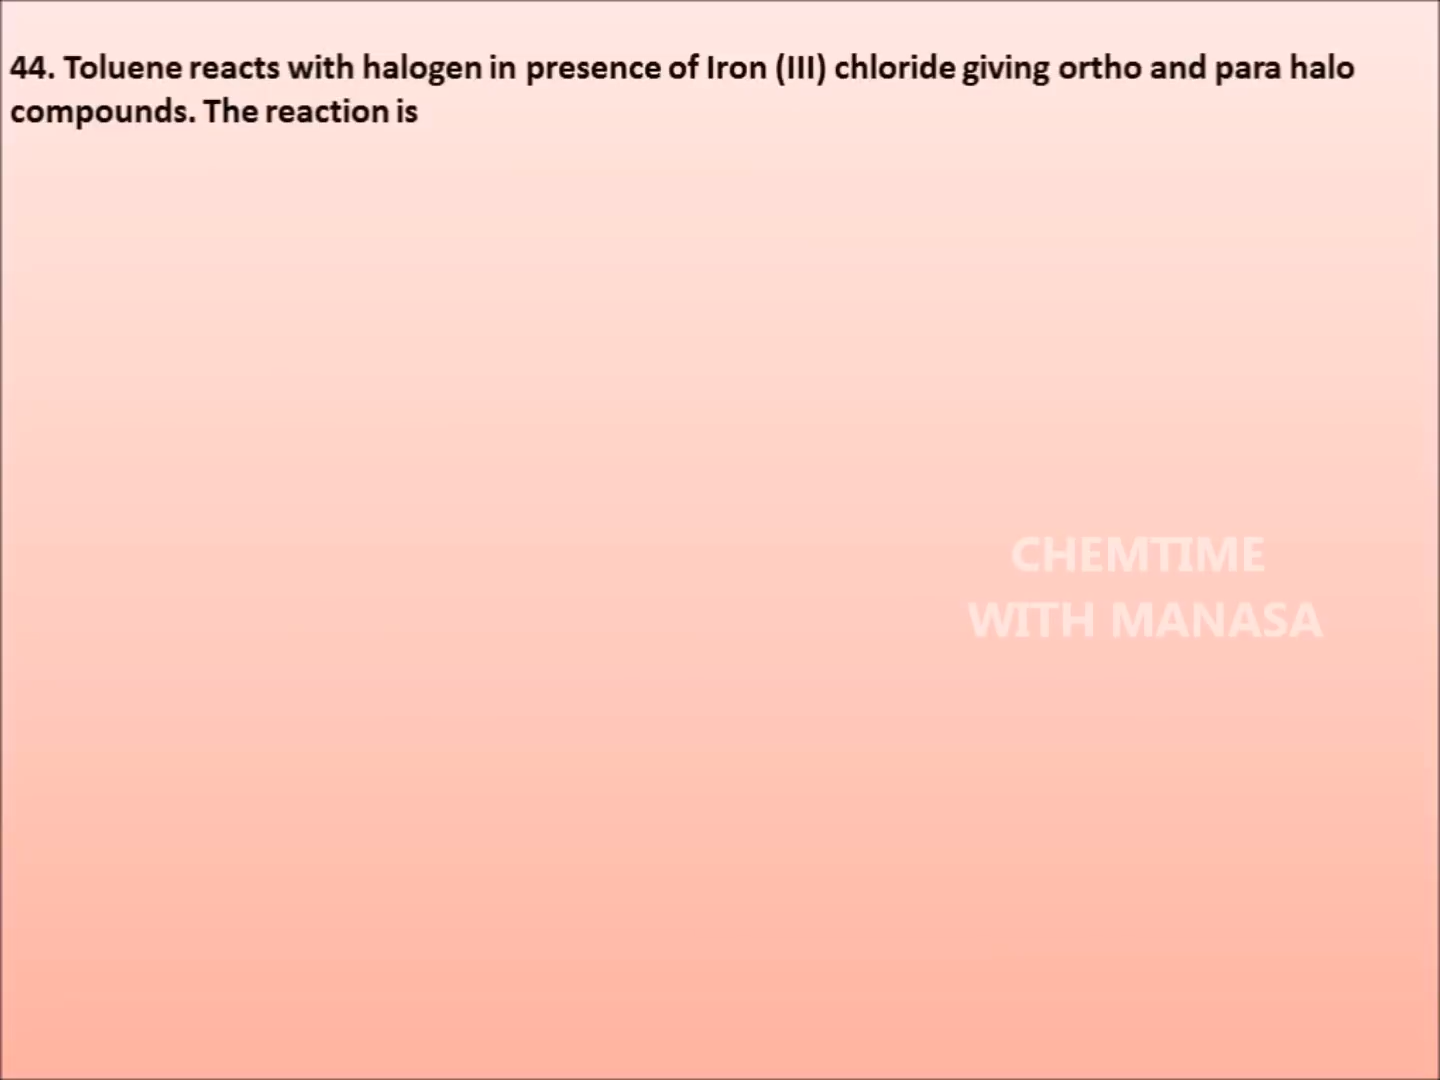 44. Toluene reacts with halogen in presence of Iron (III) chloride giving ortho and para halo
compounds. The reaction is
CHEMTIME
WITH MANASA